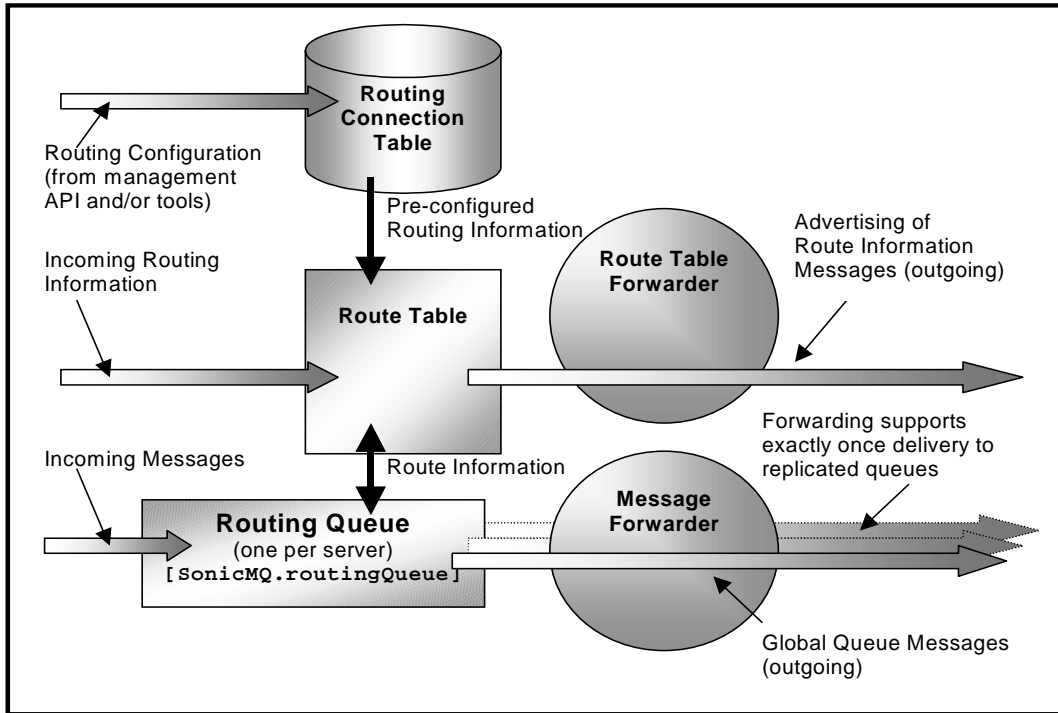 Routing
Connection
Table
Routing Configuration
(from management
API and/or tools)
Pre-configured
Routing Information
Advertising of
Route Information
Messages (outgoing)
Incoming Routing
Information
Route Table
Route Table
Forwarder
Forwarding supports
exactly once delivery to
replicated queues
Incoming Messages
Route Information
Routing Queue
(one per server)
[SonicMQ.routingQueue]
Message
Forwarder
Global Queue Messages
(outgoing)